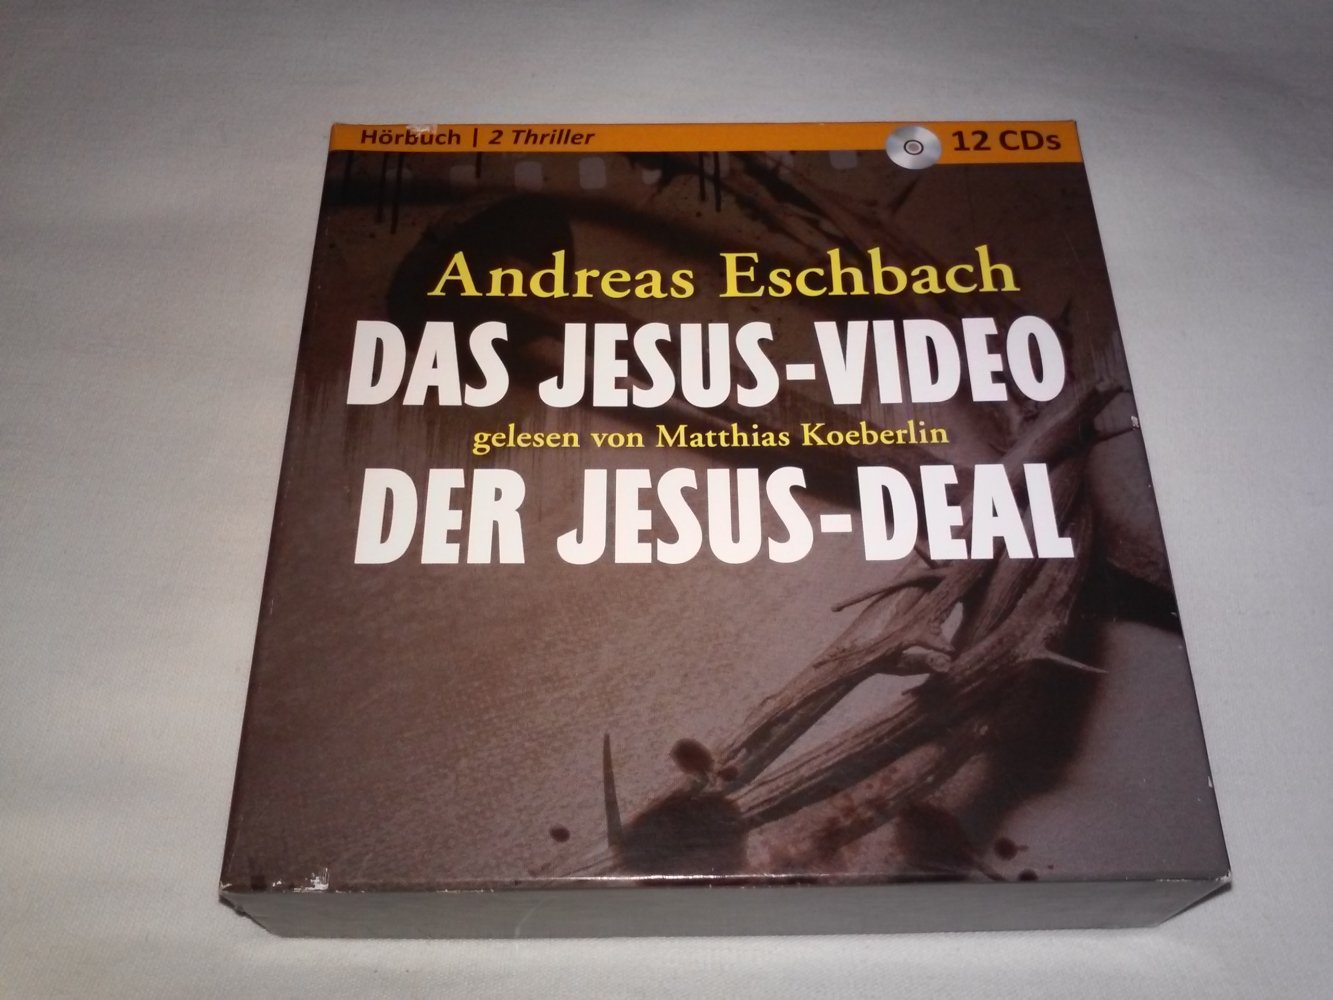 Hörbuch | 2 Thriller
12 CDs
Andreas Eschbach
DAS JESUS-VIDEO
gelesen von Matthias Koeberlin
DER JESUS-DEAL